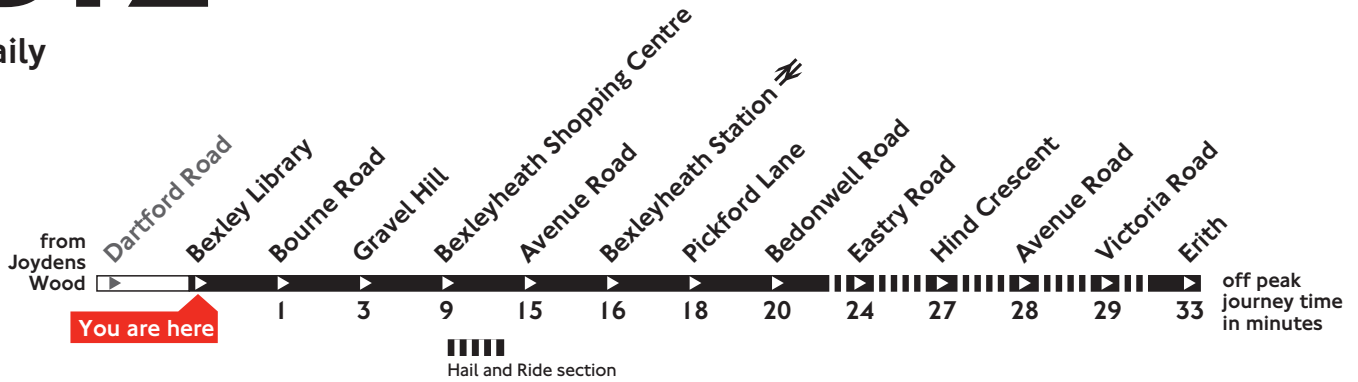 from
Joydens
Wood
Dartford Road
Bexley Library
Bourne Road
Gravel Hill
Bexleyheath Shopping Centre
Avenue Road
Bexleyheath Station
Pickford Lane
Bedonwell Road
Eastry Road
Hind Crescent
Avenue Road
Victoria Road
Erith
You are here
1 3 9 15 16 18 20 24 27 28 29 33
off peak
journey time
in minutes
Hail and Ride section